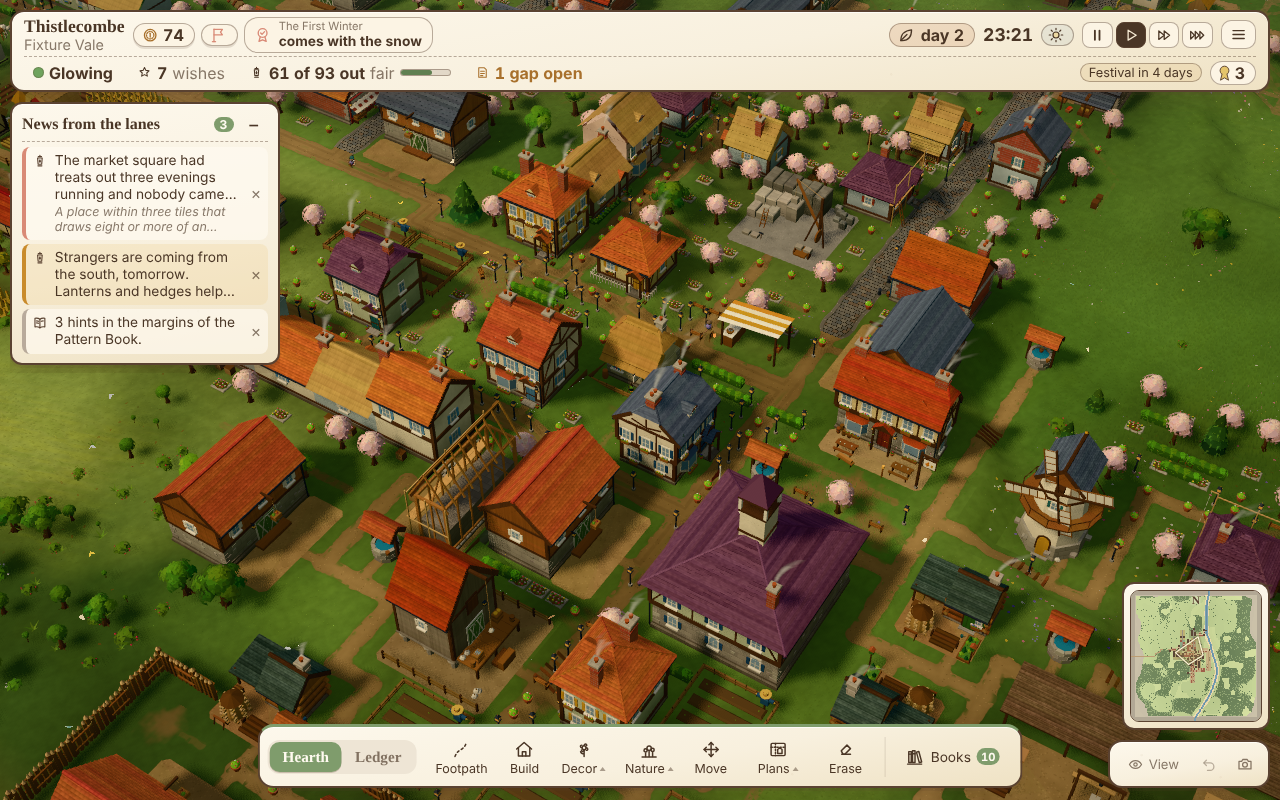 Thistlecombe
Fixture Vale
74
The First Winter
comes with the snow
day 2
23:21
Glowing
7 wishes
61 of 93 out fair
1 gap open
Festival in 4 days
3
News from the lanes
3
The market square had
treats out three evenings
running and nobody came...
A place within three tiles that
draws eight or more of an...
Strangers are coming from
the south, tomorrow.
Lanterns and hedges help...
3 hints in the margins of the
Pattern Book.
N
Hearth
Ledger
Footpath
Build
Decor
Nature
Move
Plans
Erase
Books 10
View